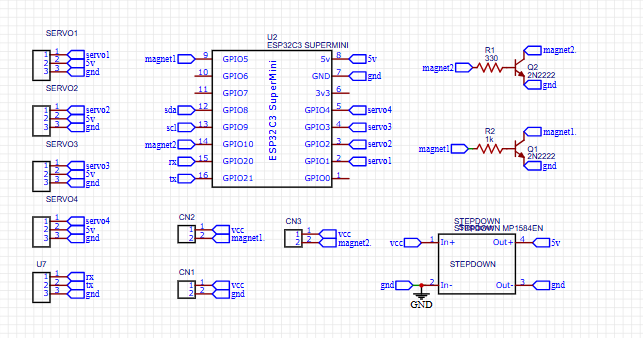 SERVO1
1 servo1
2 5v
3 gnd
SERVO2
1 servo2
2 5v
3 gnd
SERVO3
1 servo3
2 5v
3 gnd
SERVO4
1 servo4
2 5v
3 gnd
U7
1 rx
2 tx
3 gnd
U2
ESP32C3 SUPERMINI
ESP32C3 SuperMini
magnet1 9 GPIO5
10 GPIO6
11 GPIO7
sda 12 GPIO8
scl 13 GPIO9
magnet2 14 GPIO10
rx 15 GPIO20
tx 16 GPIO21
5v 8 5v
GND 7 gnd
3v3 6
GPIO4 5 servo4
GPIO3 4 servo3
GPIO2 3 servo2
GPIO1 2 servo1
GPIO0 1
CN2
1 vcc
2 magnet1.
CN1
1 vcc
2 gnd
CN3
1 vcc
2 magnet2.
R1
330
magnet2
magnet2.
Q2
2N2222
gnd
R2
1k
magnet1
magnet1.
Q1
2N2222
gnd
STEPDOWN
STEPDOWN MP1584EN
vcc 1 In+ Out+ 4 5v
STEPDOWN
gnd 2 In- Out- 3 gnd
GND